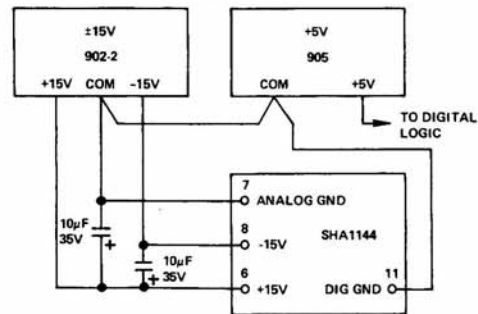 ±15V
902-2
+15V COM -15V
+5V
905
COM +5V
TO DIGITAL
LOGIC
7
ANALOG GND
10µF
35V
+
8
-15V
SHA1144
10µF
35V
+
6
+15V
11
DIG GND